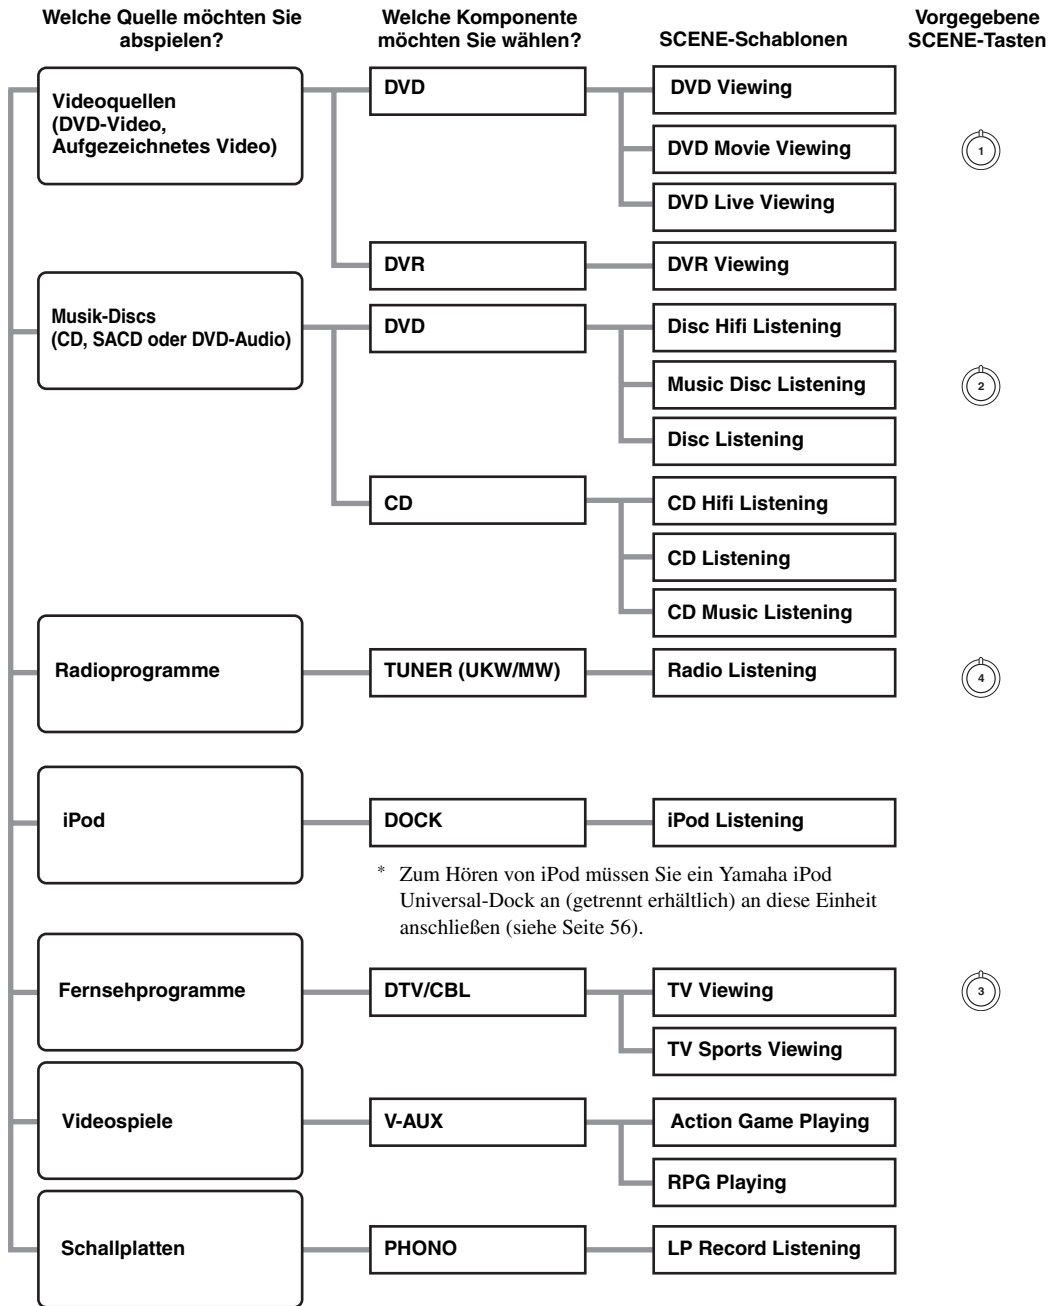 Welche Quelle möchten Sie
abspielen?
Welche Komponente
möchten Sie wählen?
SCENE-Schablonen
Vorgegebene
SCENE-Tasten
Videoquellen
(DVD-Video,
Aufgezeichnetes Video)
DVD
DVD Viewing
DVD Movie Viewing
1
DVD Live Viewing
DVR
DVR Viewing
Musik-Discs
(CD, SACD oder DVD-Audio)
DVD
Disc Hifi Listening
Music Disc Listening
2
Disc Listening
CD
CD Hifi Listening
CD Listening
CD Music Listening
Radioprogramme
TUNER (UKW/MW)
Radio Listening
4
iPod
DOCK
iPod Listening
* Zum Hören von iPod müssen Sie ein Yamaha iPod
Universal-Dock an (getrennt erhältlich) an diese Einheit
anschließen (siehe Seite 56).
Fernsehprogramme
DTV/CBL
TV Viewing
3
TV Sports Viewing
Videospiele
V-AUX
Action Game Playing
RPG Playing
Schallplatten
PHONO
LP Record Listening